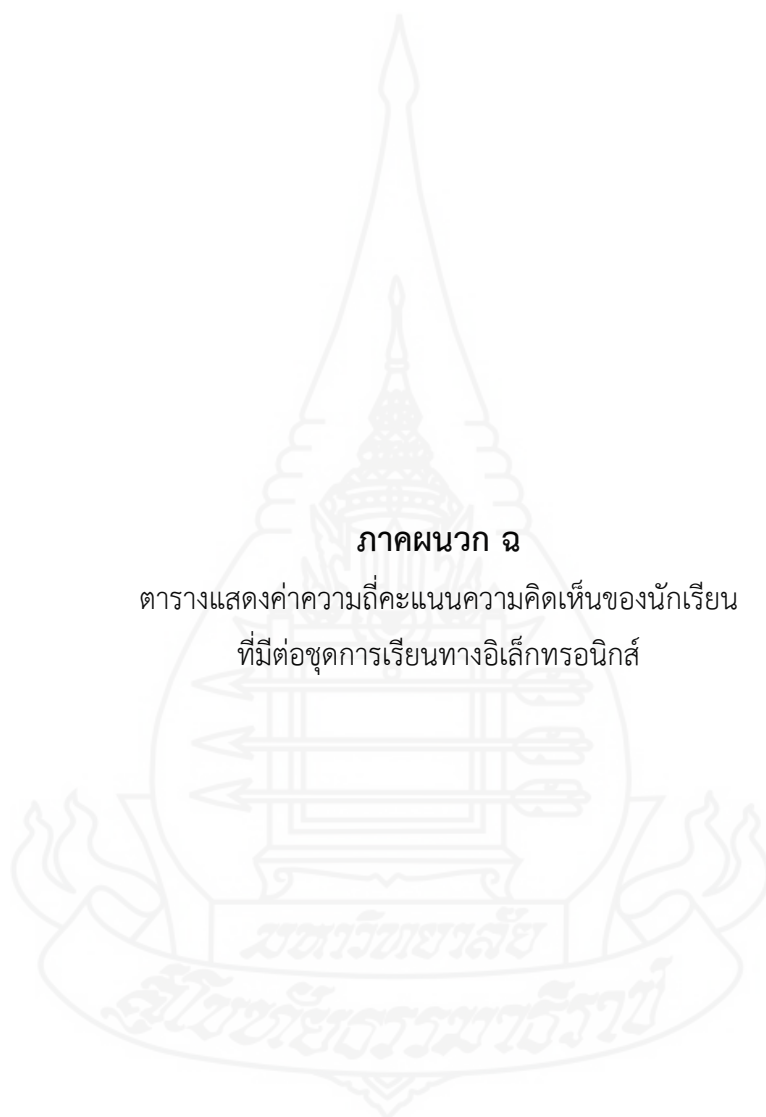 ภาคผนวก ฉ
ตารางแสดงค่าความถี่คะแนนความคิดเห็นของนักเรียน
ที่มีต่อชุดการเรียนทางอิเล็กทรอนิกส์
มหาวิทยาลัย
สุโขทัยธรรมาธิราช